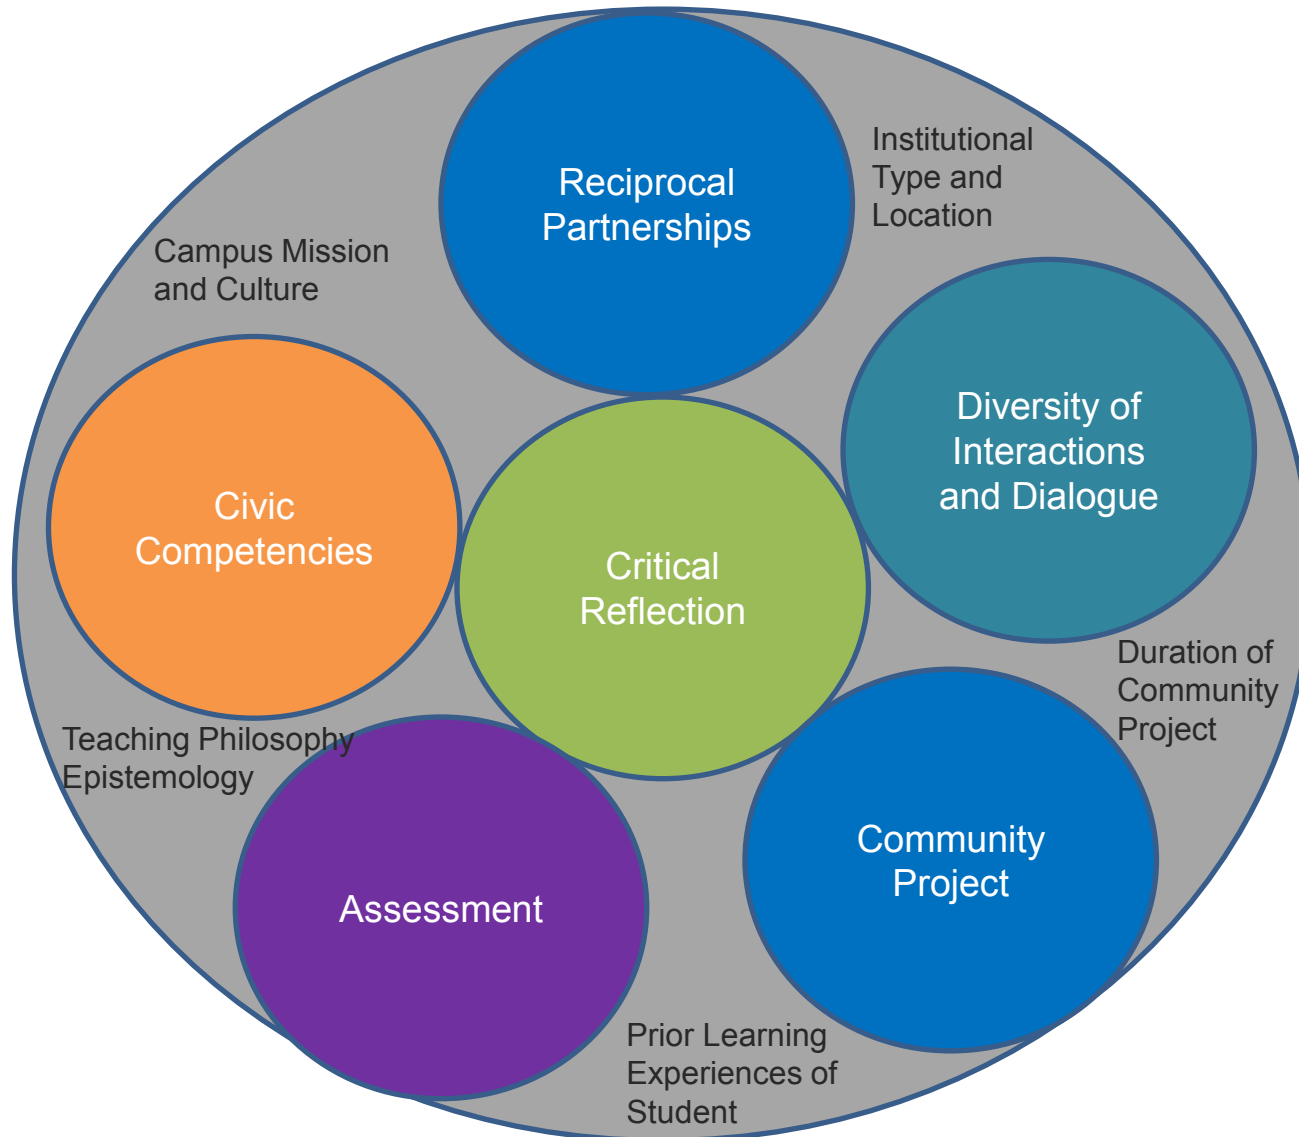 Reciprocal
Partnerships
Institutional
Type and
Location
Campus Mission
and Culture
Diversity of
Interactions
and Dialogue
Civic
Competencies
Critical
Reflection
Duration of
Community
Project
Teaching Philosophy
Epistemology
Community
Project
Assessment
Prior Learning
Experiences of
Student